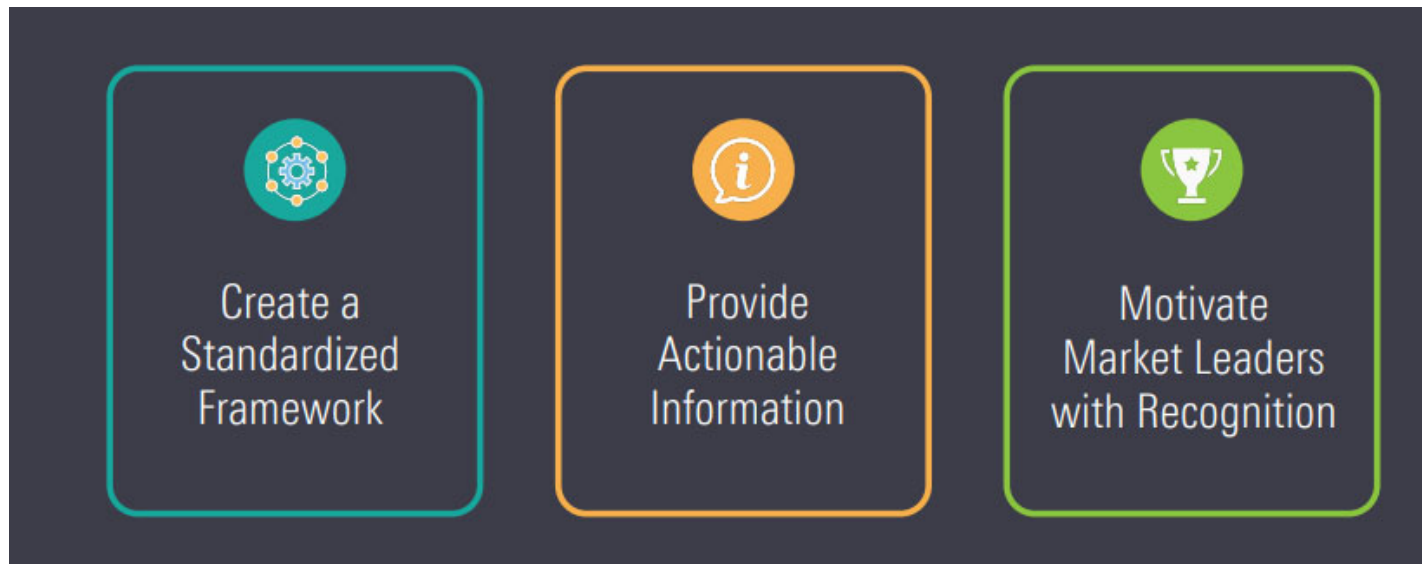 Create a
Standardized
Framework
Provide
Actionable
Information
Motivate
Market Leaders
with Recognition